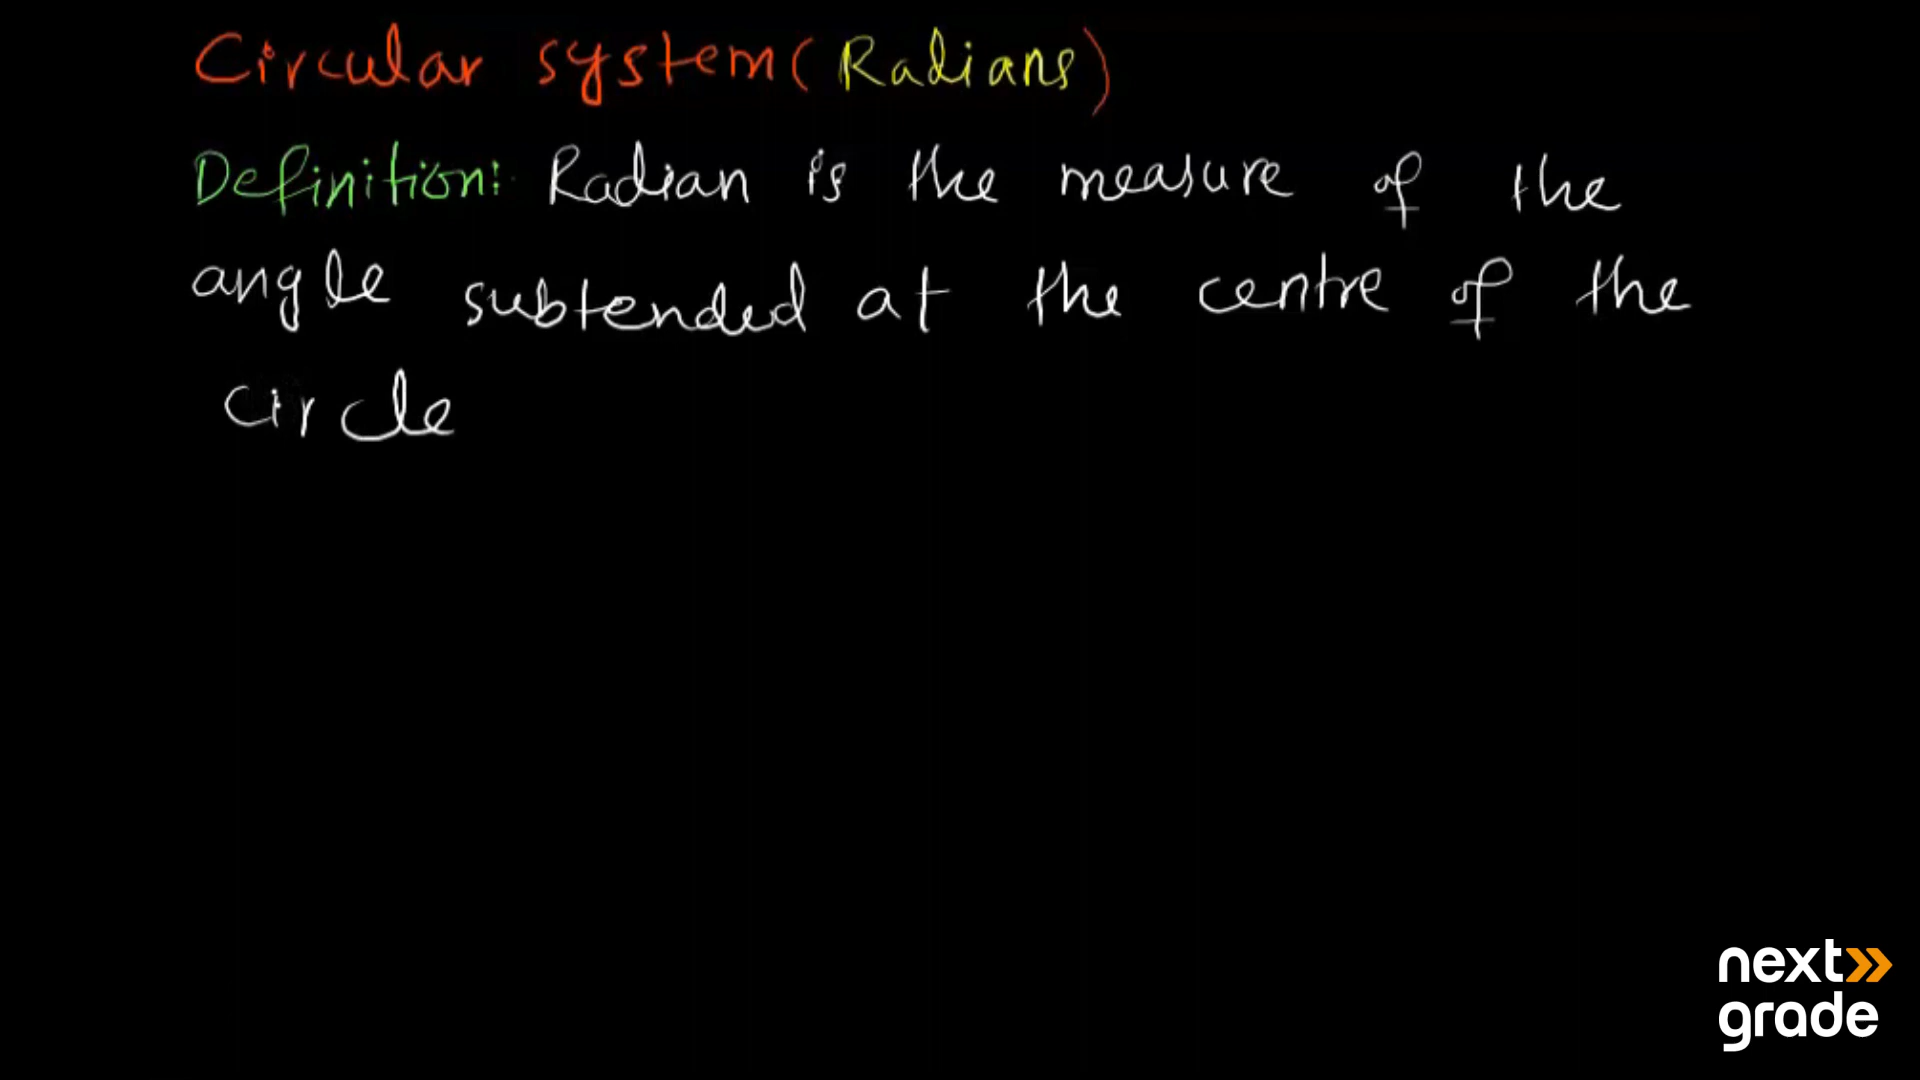 Circular system (Radians)
Definition: Radian is the measure of the
angle subtended at the centre of the
circle
next
grade